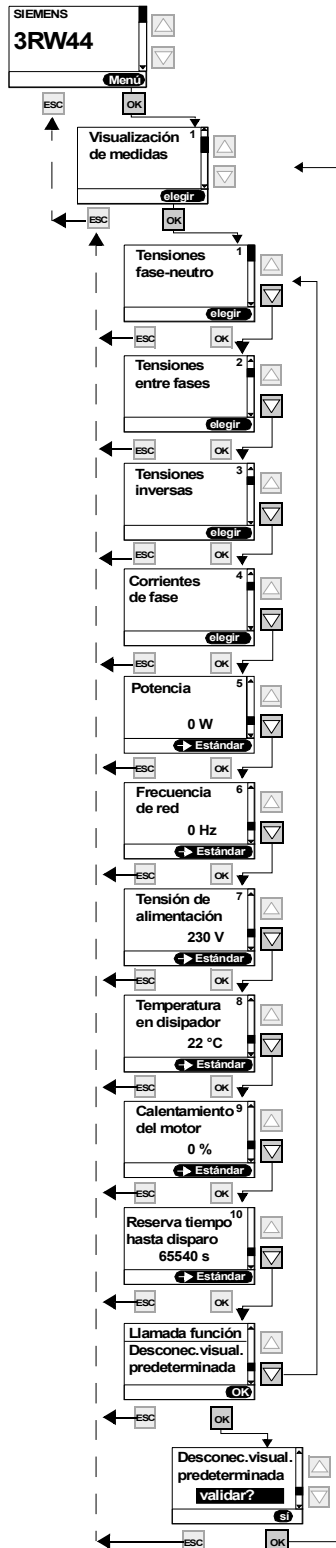 SIEMENS
3RW44
Menú
ESC
OK
Visualización 1
de medidas
elegir
ESC
OK
Tensiones 1
fase-neutro
elegir
ESC
OK
Tensiones 2
entre fases
elegir
ESC
OK
Tensiones 3
inversas
elegir
ESC
OK
Corrientes 4
de fase
elegir
ESC
OK
Potencia 5
0 W
Estándar
ESC
OK
Frecuencia 6
de red
0 Hz
Estándar
ESC
OK
Tensión de 7
alimentación
230 V
Estándar
ESC
OK
Temperatura 8
en disipador
22 °C
Estándar
ESC
OK
Calentamiento 9
del motor
0 %
Estándar
ESC
OK
Reserva tiempo 10
hasta disparo
65540 s
Estándar
ESC
OK
Llamada función
Desconec.visual.
predeterminada
OK
ESC
OK
Desconec.visual.
predeterminada
validar?
sí
ESC
OK